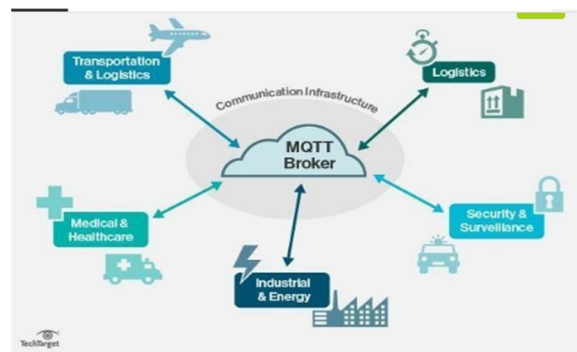 Transportation
& Logistics
Logistics
Communication Infrastructure
MQTT
Broker
Medical &
Healthcare
Security &
Surveillance
Industrial
& Energy
TechTarget